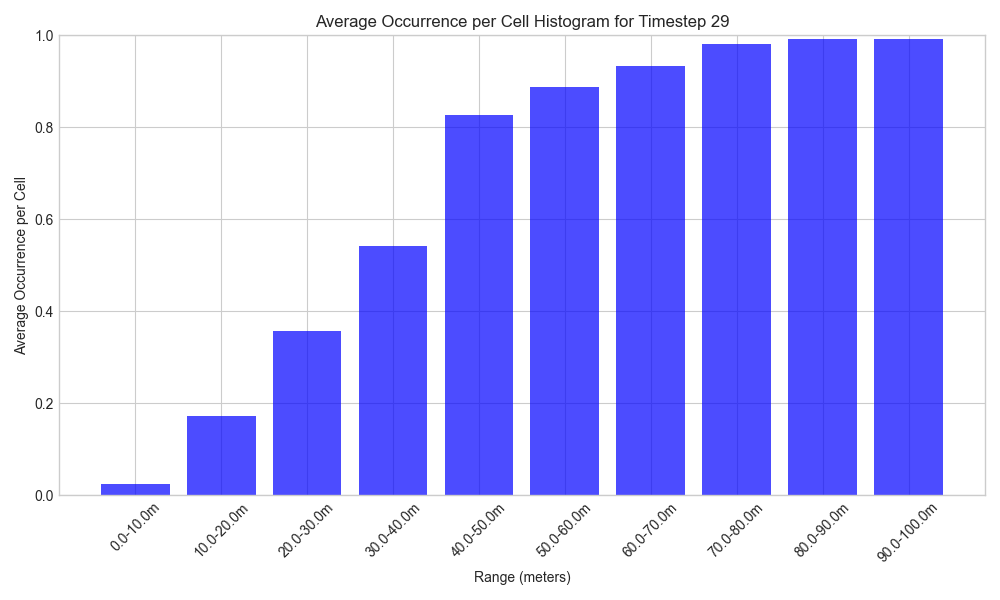 Average Occurrence per Cell Histogram for Timestep 29
1.0
0.8
0.6
0.4
0.2
0.0
Average Occurrence per Cell
0.0-10.0m
10.0-20.0m
20.0-30.0m
30.0-40.0m
40.0-50.0m
50.0-60.0m
60.0-70.0m
70.0-80.0m
80.0-90.0m
90.0-100.0m
Range (meters)